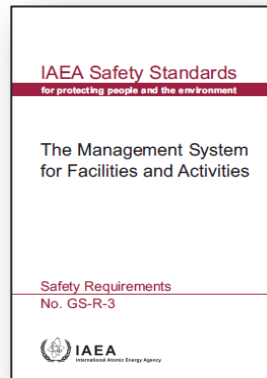 IAEA Safety Standards
for protecting people and the environment
The Management System
for Facilities and Activities
Safety Requirements
No. GS-R-3
IAEA
International Atomic Energy Agency